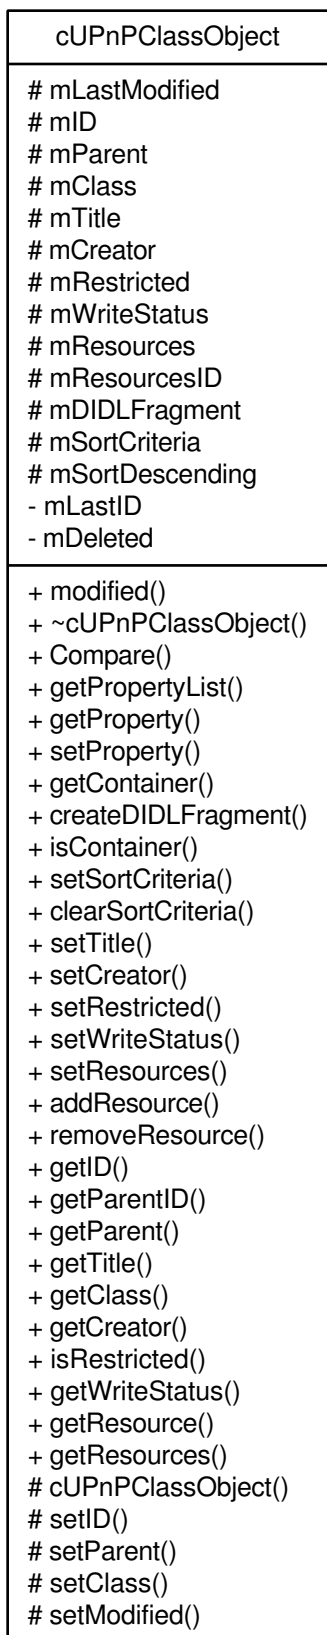 cUPnPClassObject
# mLastModified
# mID
# mParent
# mClass
# mTitle
# mCreator
# mRestricted
# mWriteStatus
# mResources
# mResourcesID
# mDIDLFragment
# mSortCriteria
# mSortDescending
- mLastID
- mDeleted
+ modified()
+ ~cUPnPClassObject()
+ Compare()
+ getPropertyList()
+ getProperty()
+ setProperty()
+ getContainer()
+ createDIDLFragment()
+ isContainer()
+ setSortCriteria()
+ clearSortCriteria()
+ setTitle()
+ setCreator()
+ setRestricted()
+ setWriteStatus()
+ setResources()
+ addResource()
+ removeResource()
+ getID()
+ getParentID()
+ getParent()
+ getTitle()
+ getClass()
+ getCreator()
+ isRestricted()
+ getWriteStatus()
+ getResource()
+ getResources()
# cUPnPClassObject()
# setID()
# setParent()
# setClass()
# setModified()